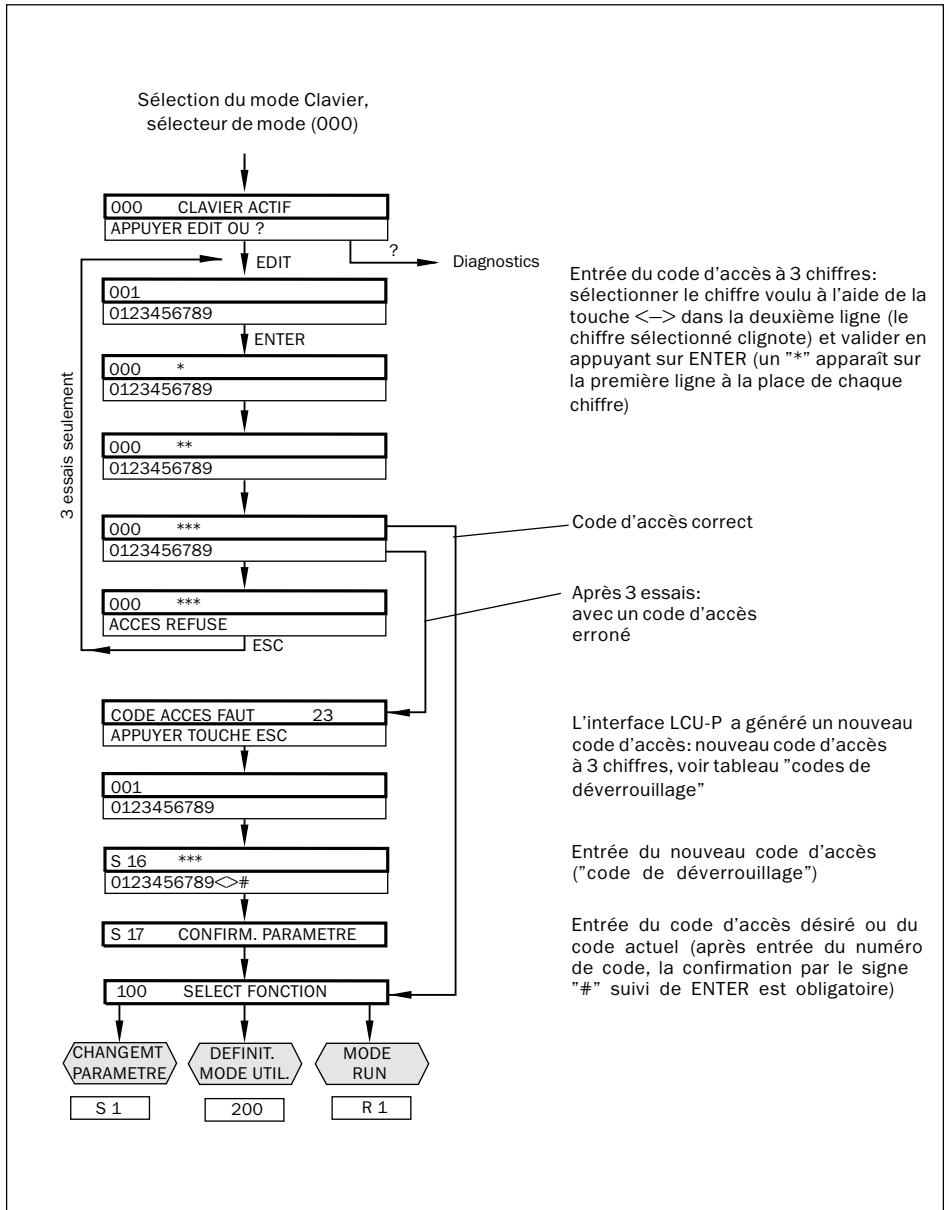 Sélection du mode Clavier,
sélecteur de mode (000)
000 CLAVIER ACTIF
APPUYER EDIT OU ?
?
EDIT
Diagnostics
001
0123456789
ENTER
000 *
0123456789
000 **
0123456789
3 essais seulement
000 ***
0123456789
000 ***
ACCES REFUSE
ESC
Entrée du code d'accès à 3 chiffres:
sélectionner le chiffre voulu à l'aide de la
touche <–> dans la deuxième ligne (le
chiffre sélectionné clignote) et valider en
appuyant sur ENTER (un ”*” apparaît sur
la première ligne à la place de chaque
chiffre)
Code d'accès correct
Après 3 essais:
avec un code d'accès
erroné
CODE ACCES FAUT 23
APPUYER TOUCHE ESC
L'interface LCU-P a généré un nouveau
code d'accès: nouveau code d'accès
à 3 chiffres, voir tableau ”codes de
déverrouillage”
001
0123456789
S 16 ***
0123456789<>#
Entrée du nouveau code d'accès
(”code de déverrouillage”)
S 17 CONFIRM. PARAMETRE
Entrée du code d'accès désiré ou du
code actuel (après entrée du numéro
de code, la confirmation par le signe
”#” suivi de ENTER est obligatoire)
100 SELECT FONCTION
CHANGEMT
PARAMETRE
DEFINIT.
MODE UTIL.
MODE
RUN
S 1
200
R 1